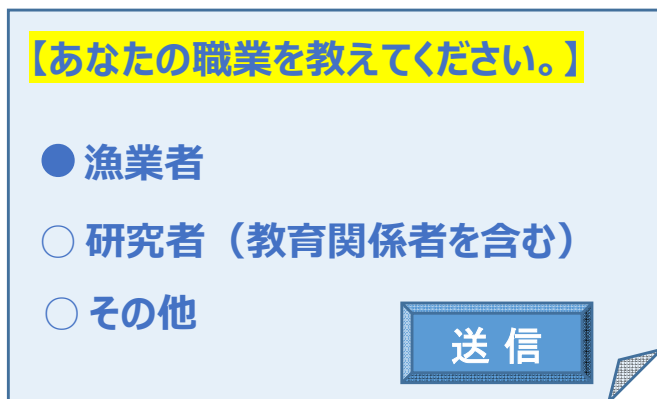 【あなたの職業を教えてください。】
● 漁業者
○ 研究者（教育関係者を含む）
○ その他
送 信